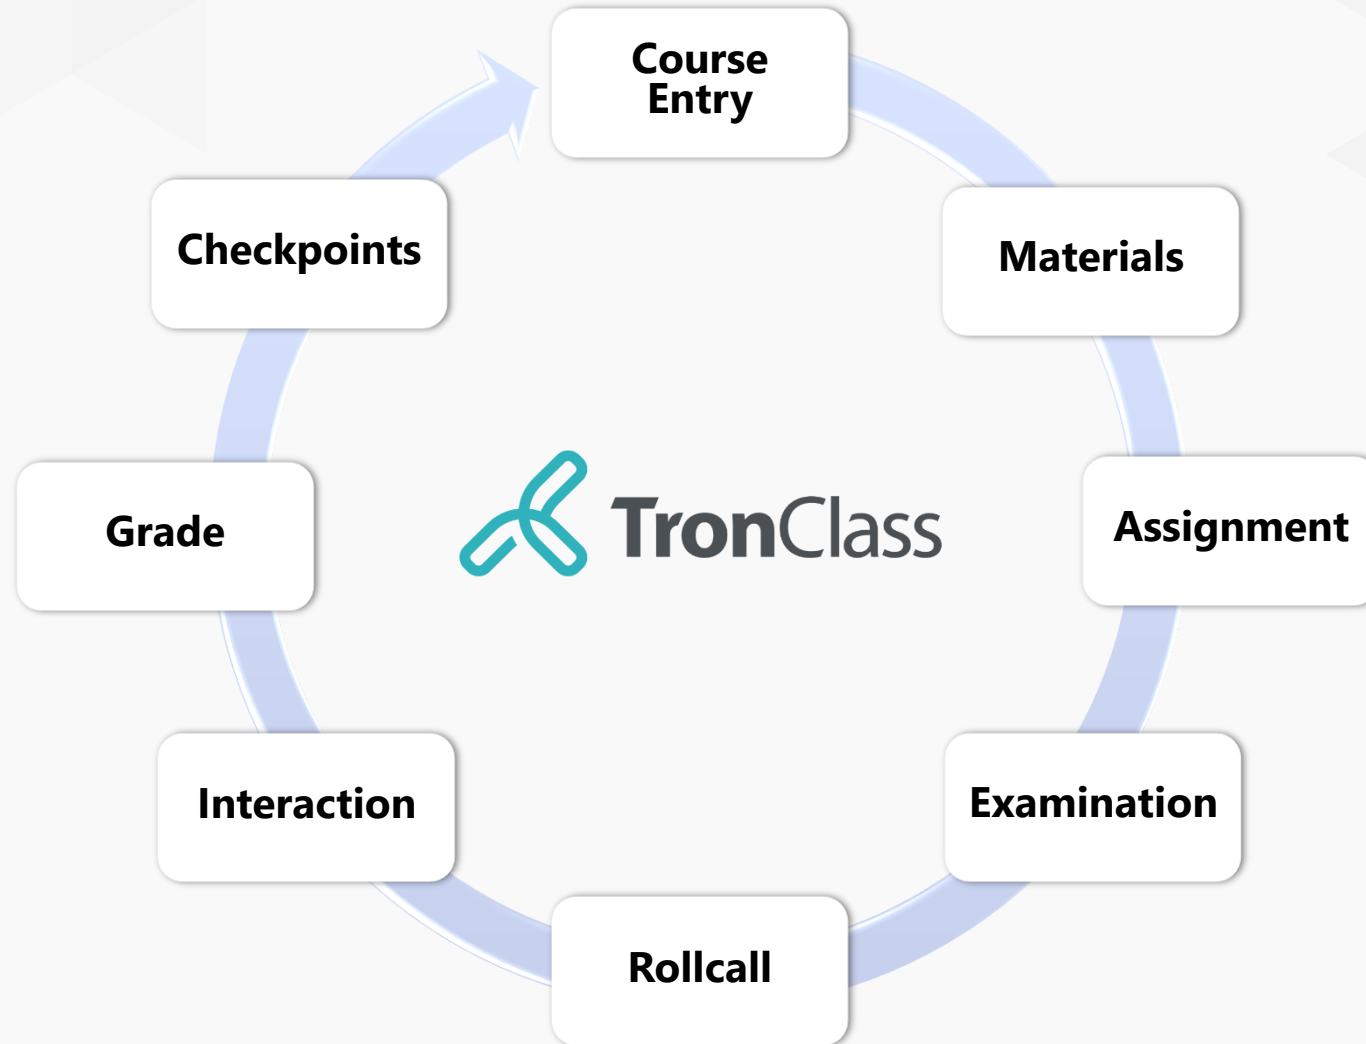 Course
Entry
Materials
Assignment
Examination
Rollcall
Interaction
Grade
Checkpoints
TronClass